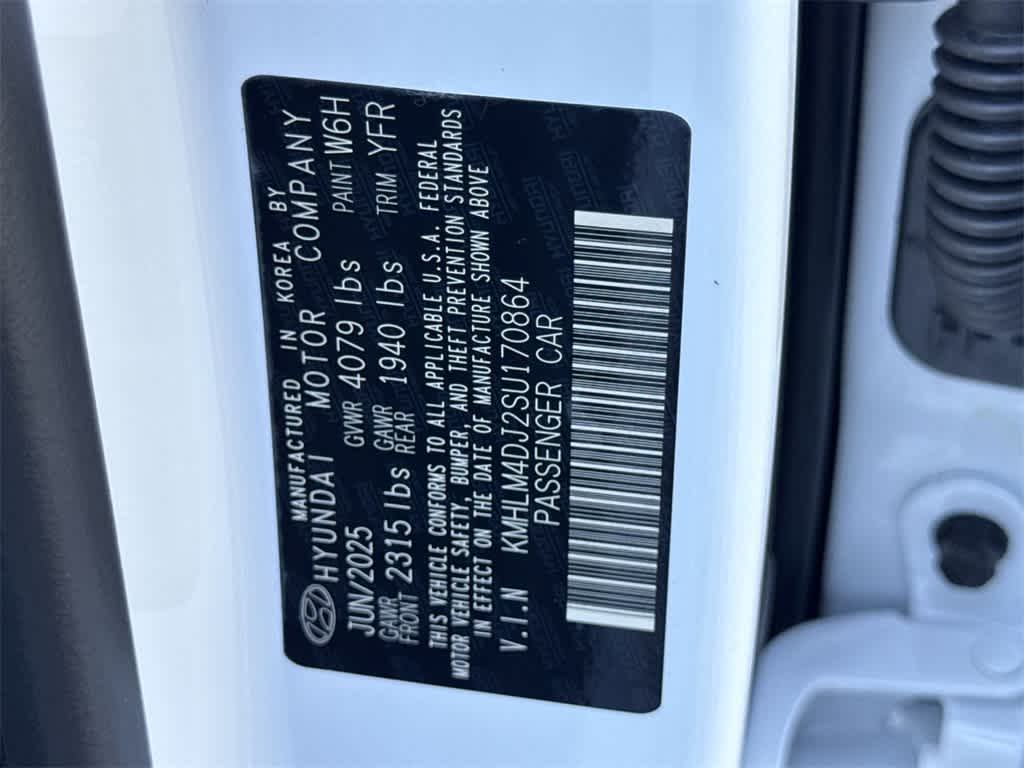 MANUFACTURED IN KOREA BY
HYUNDAI MOTOR COMPANY
JUN/2025 GVWR 4079 lbs PAINT W6H
GAWR FRONT 2315 lbs GAWR REAR 1940 lbs TRIM YFR
THIS VEHICLE CONFORMS TO ALL APPLICABLE U.S.A. FEDERAL
MOTOR VEHICLE SAFETY, BUMPER, AND THEFT PREVENTION STANDARDS
IN EFFECT ON THE DATE OF MANUFACTURE SHOWN ABOVE
V.I.N KMHLM4DJ2SU170864
PASSENGER CAR